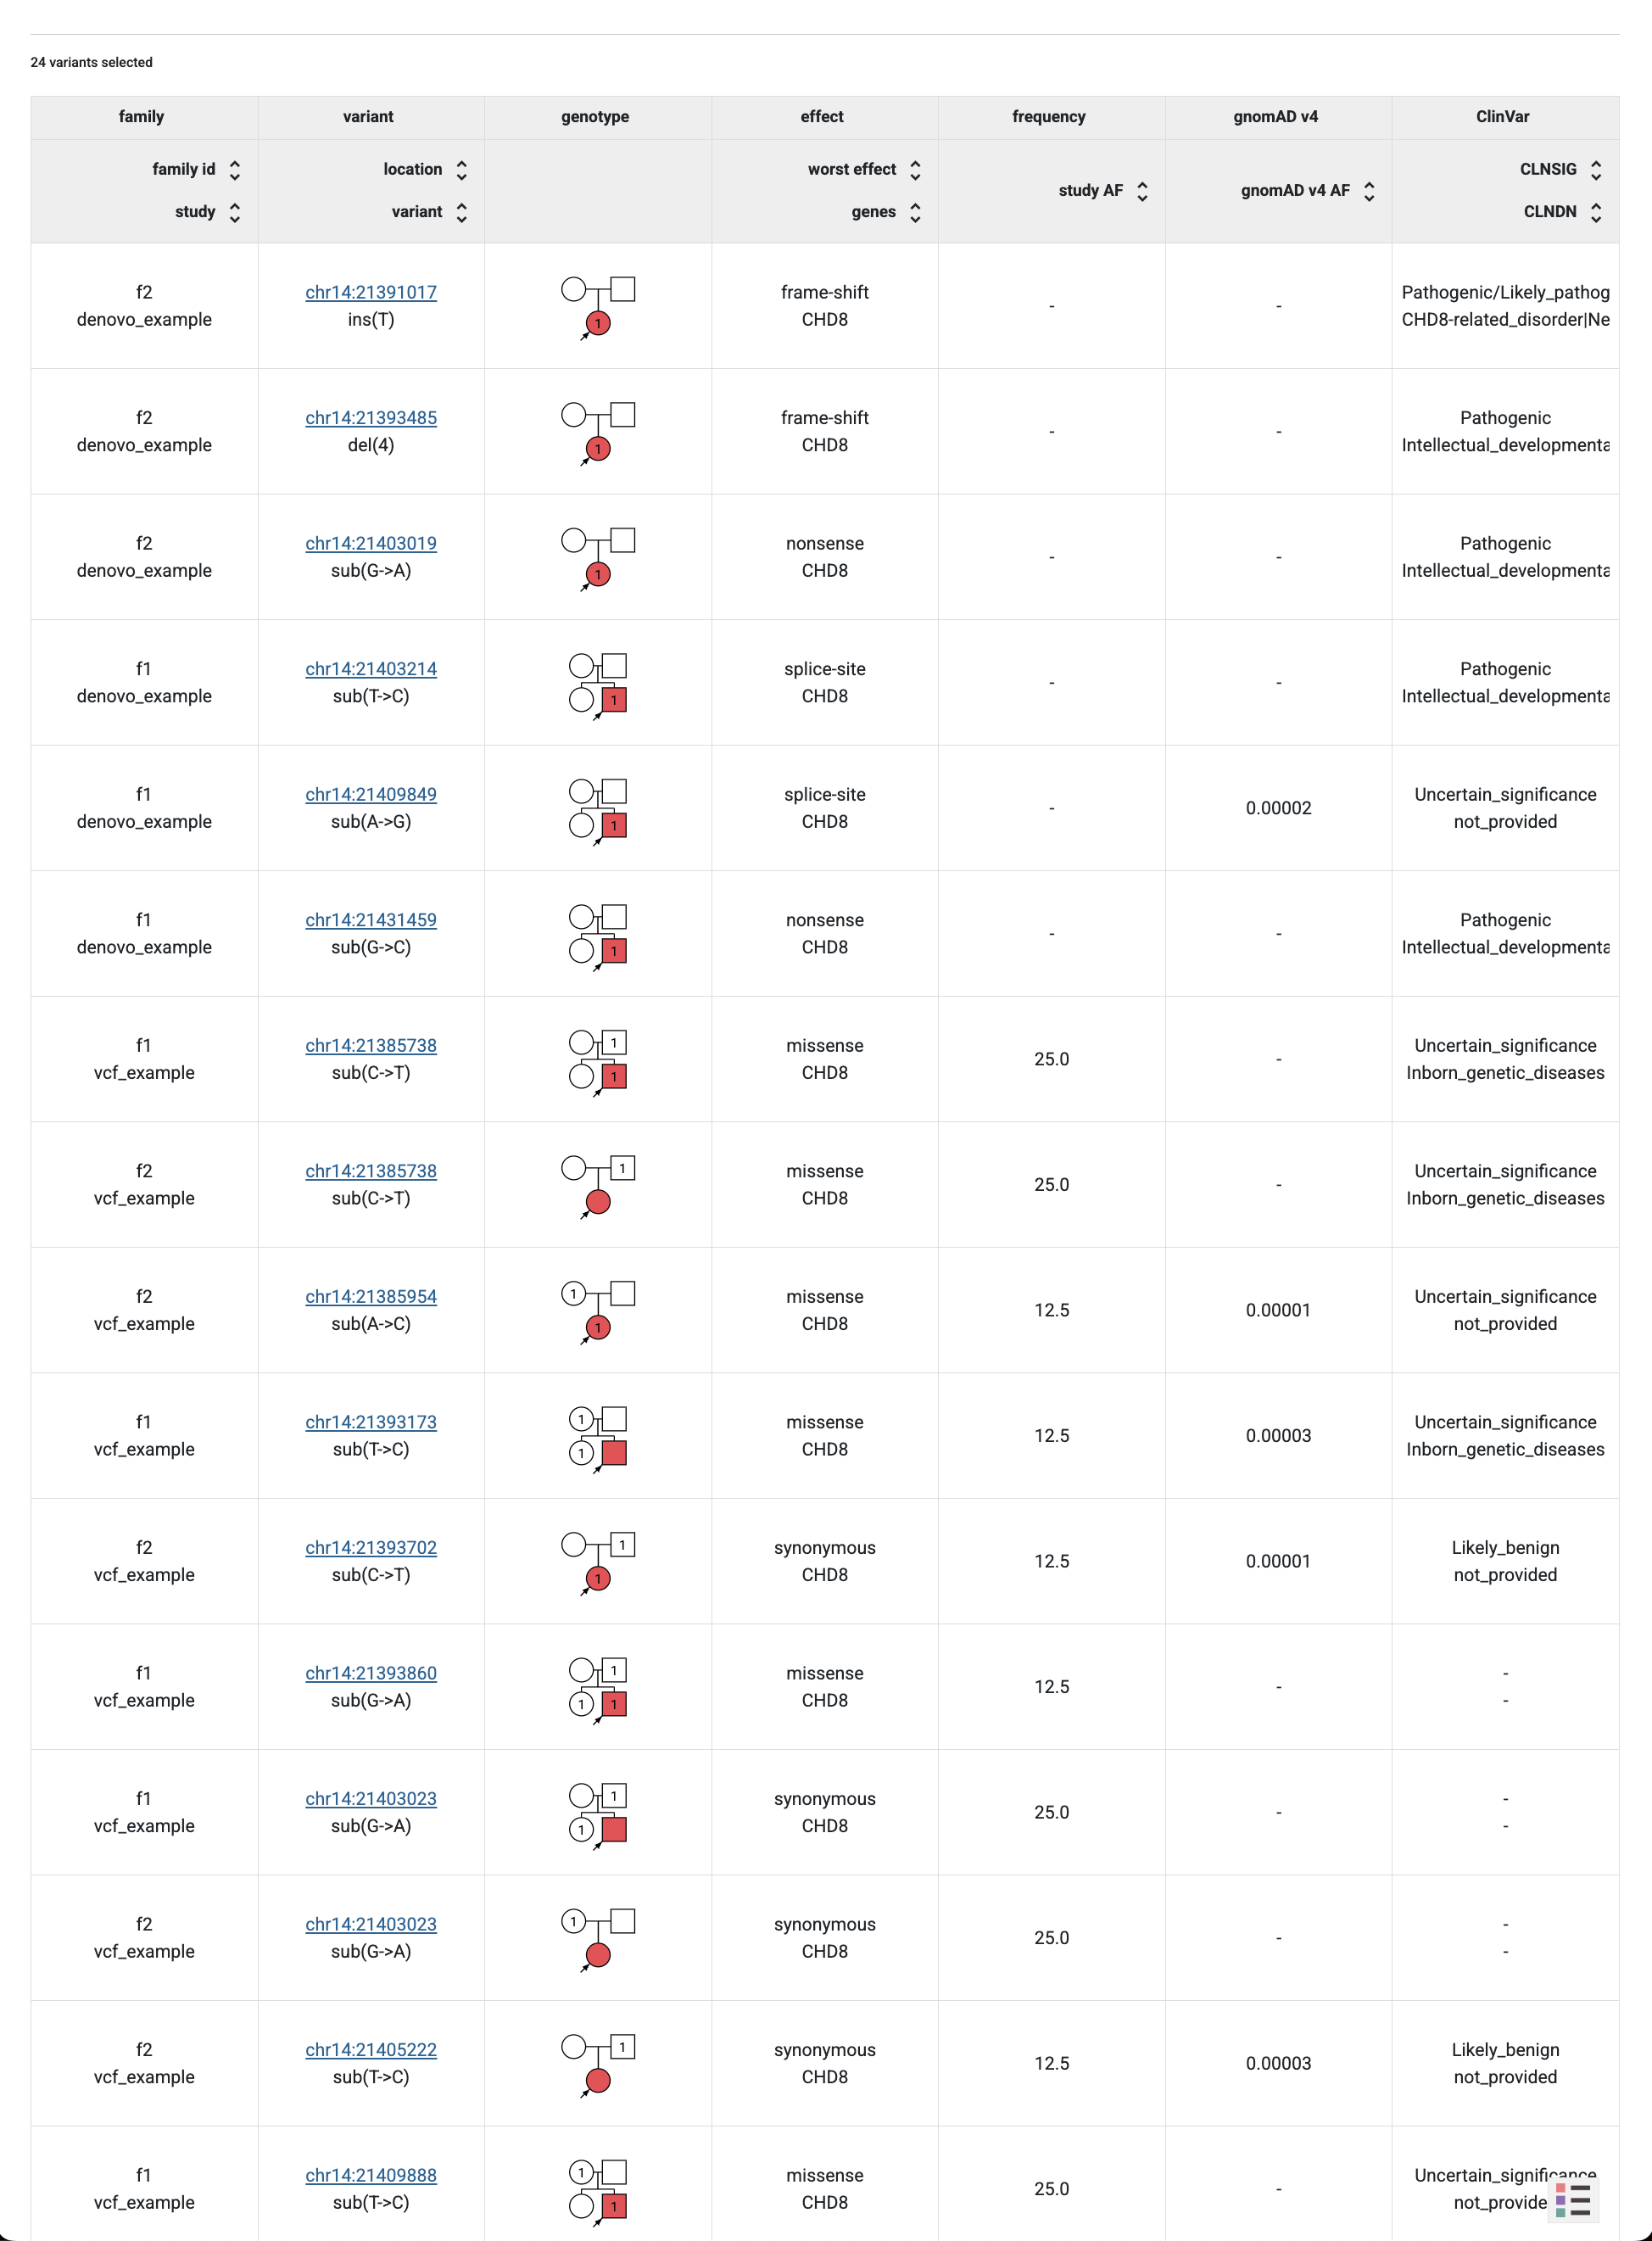 24 variants selected
family variant genotype effect frequency gnomAD v4 ClinVar
family id location worst effect study AF gnomAD v4 AF CLNSIG
study variant genes CLNDN
f2 chr14:21391017 frame-shift - - Pathogenic/Likely_pathog
denovo_example ins(T) 1 CHD8 CHD8-related_disorder|Ne
f2 chr14:21393485 frame-shift - - Pathogenic
denovo_example del(4) 1 CHD8 Intellectual_developmenta
f2 chr14:21403019 nonsense - - Pathogenic
denovo_example sub(G->A) 1 CHD8 Intellectual_developmenta
f1 chr14:21403214 splice-site - - Pathogenic
denovo_example sub(T->C) 1 CHD8 Intellectual_developmenta
f1 chr14:21409849 splice-site - 0.00002 Uncertain_significance
denovo_example sub(A->G) 1 CHD8 not_provided
f1 chr14:21431459 nonsense - - Pathogenic
denovo_example sub(G->C) 1 CHD8 Intellectual_developmenta
f1 chr14:21385738 1 missense 25.0 - Uncertain_significance
vcf_example sub(C->T) 1 CHD8 Inborn_genetic_diseases
f2 chr14:21385738 1 missense 25.0 - Uncertain_significance
vcf_example sub(C->T) CHD8 Inborn_genetic_diseases
f2 chr14:21385954 1 missense 12.5 0.00001 Uncertain_significance
vcf_example sub(A->C) 1 CHD8 not_provided
f1 chr14:21393173 1 missense 12.5 0.00003 Uncertain_significance
vcf_example sub(T->C) 1 CHD8 Inborn_genetic_diseases
f2 chr14:21393702 1 synonymous 12.5 0.00001 Likely_benign
vcf_example sub(C->T) 1 CHD8 not_provided
f1 chr14:21393860 1 missense 12.5 - -
vcf_example sub(G->A) 1 1 CHD8 -
f1 chr14:21403023 1 synonymous 25.0 - -
vcf_example sub(G->A) 1 CHD8 -
f2 chr14:21403023 1 synonymous 25.0 - -
vcf_example sub(G->A) CHD8 -
f2 chr14:21405222 1 synonymous 12.5 0.00003 Likely_benign
vcf_example sub(T->C) CHD8 not_provided
f1 chr14:21409888 1 missense 25.0 - Uncertain_significance
vcf_example sub(T->C) 1 CHD8 not_provide